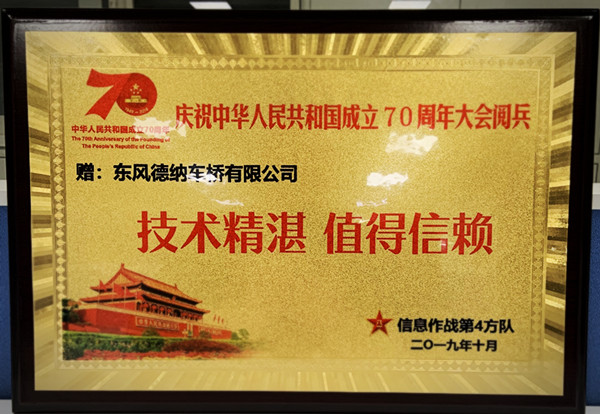 70
中华人民共和国成立70周年
The 70th Anniversary of the Founding of
The People's Republic of China
庆祝中华人民共和国成立70周年大会阅兵
赠：东风德纳车桥有限公司
技术精湛 值得信赖
信息作战第4方队
二〇一九年十月